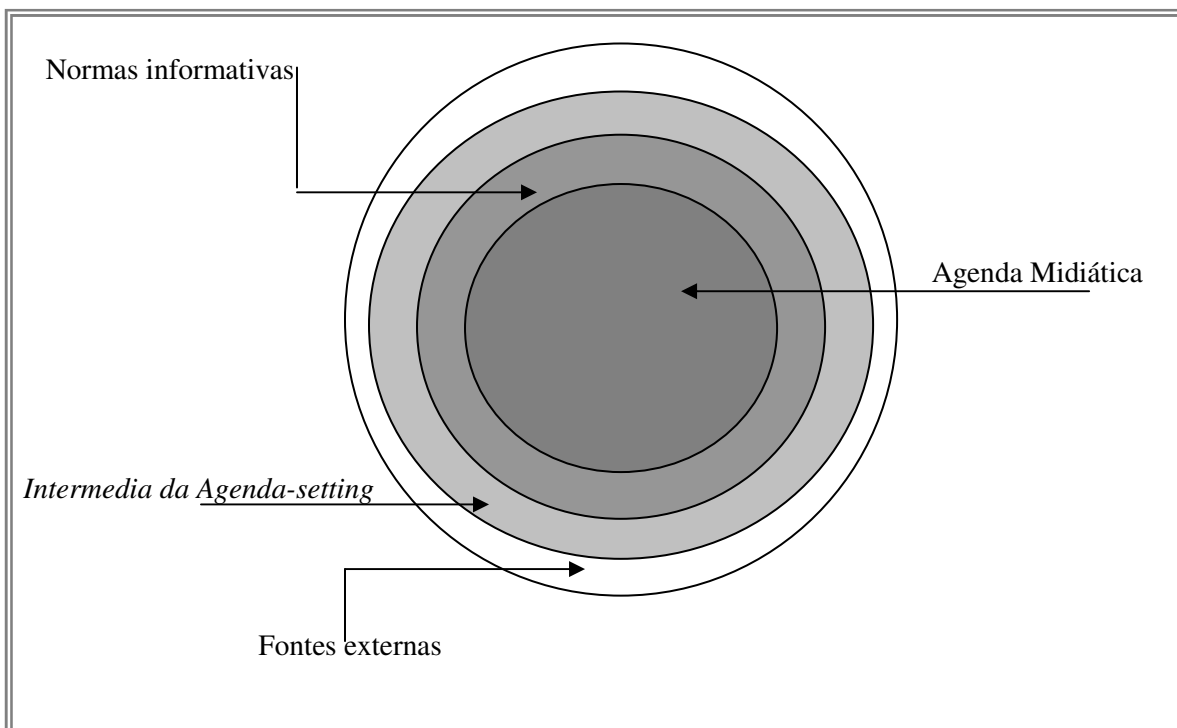 Normas informativas
Agenda Midiática
Intermedia da Agenda-setting
Fontes externas